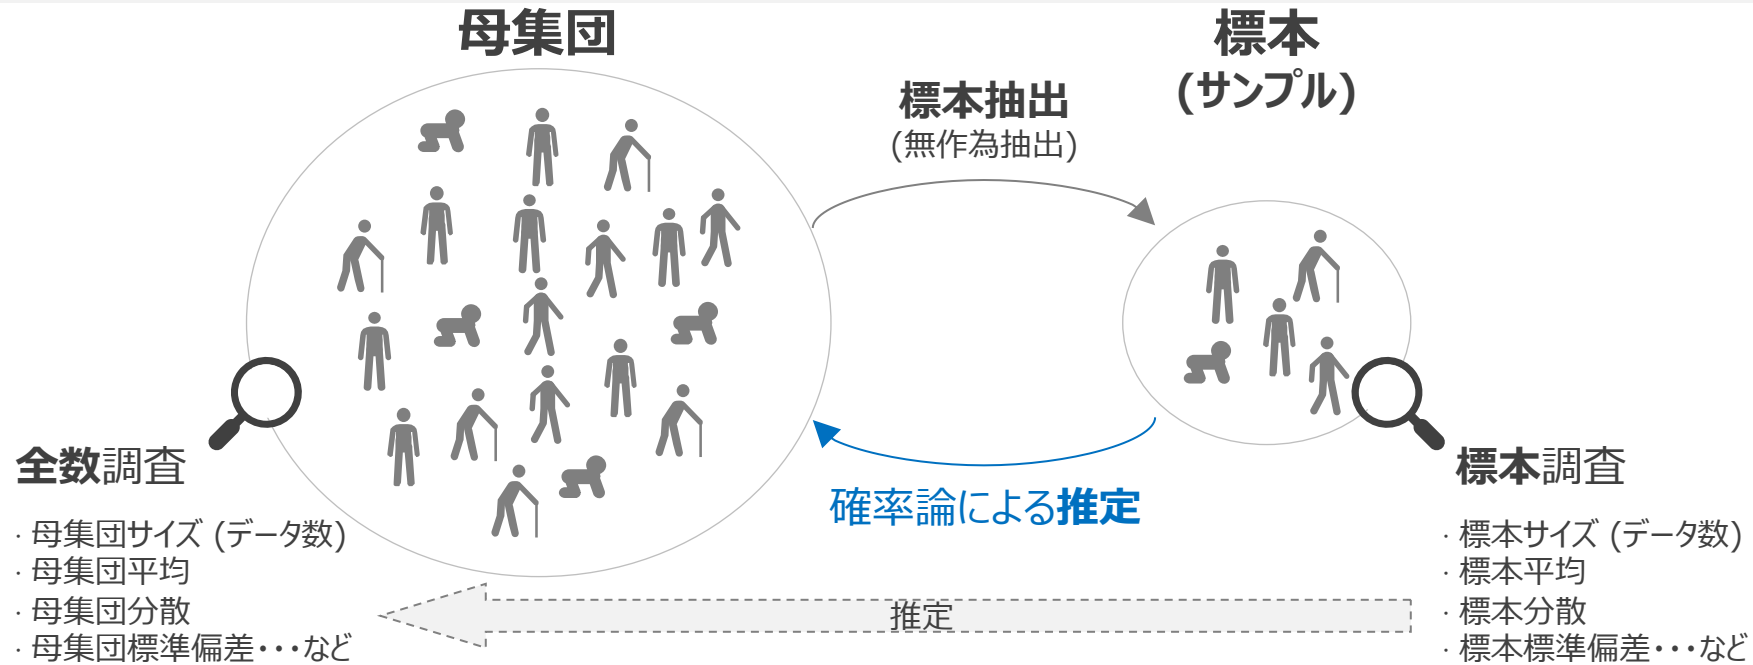 母集団
標本
(サンプル)
標本抽出
(無作為抽出)
確率論による推定
全数調査
· 母集団サイズ (データ数)
· 母集団平均
· 母集団分散
· 母集団標準偏差・・・など
推定
標本調査
· 標本サイズ (データ数)
· 標本平均
· 標本分散
· 標本標準偏差・・・など